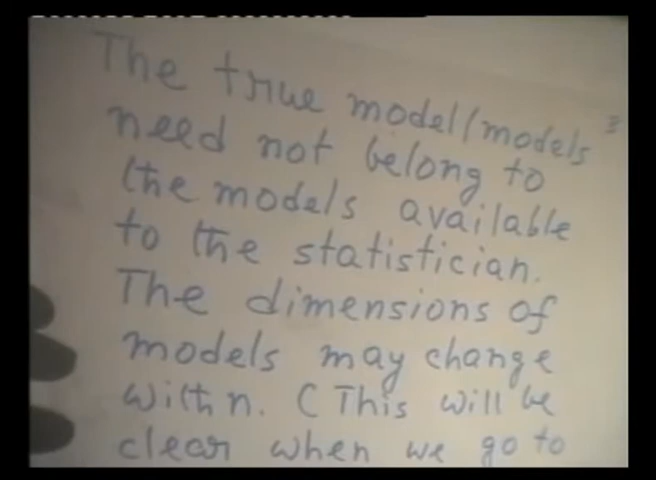 The true model/models
need not belong to
the models available
to the statistician.
The dimensions of
models may change
with n. (This will be
clear when we go to